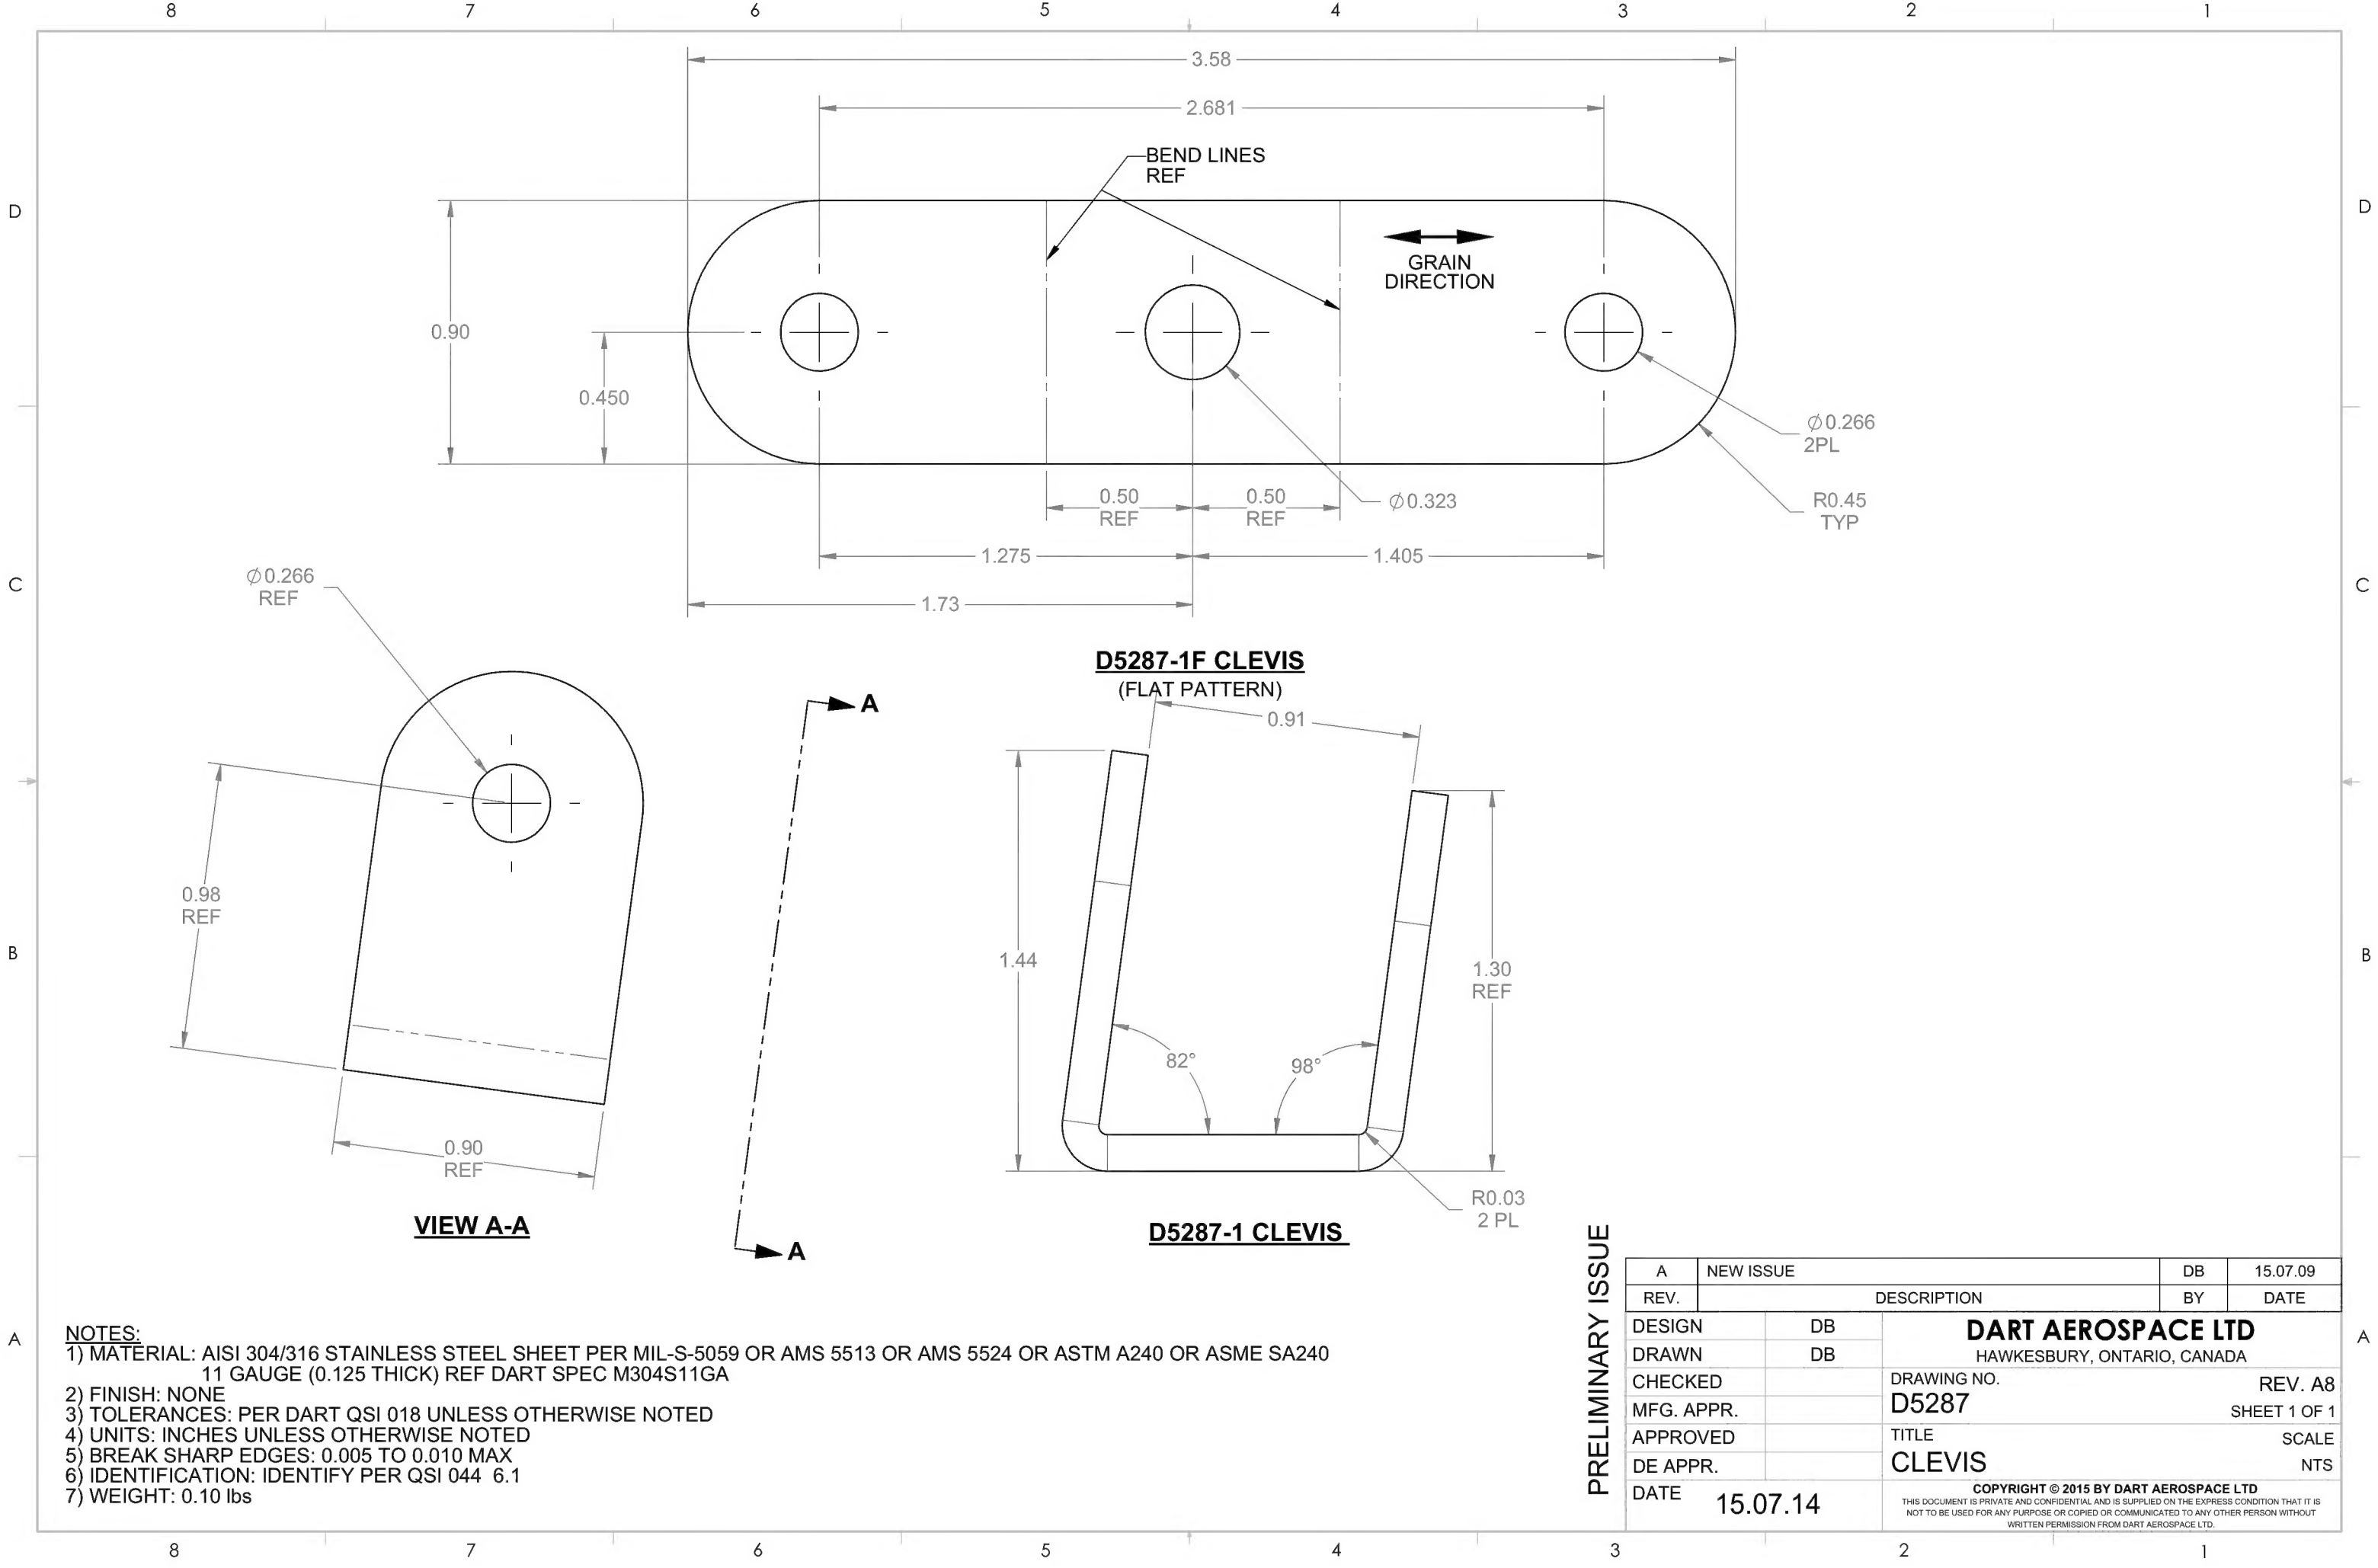 8 7 6 5 4 3 2 1
3.58
2.681
BEND LINES
REF
D
D
GRAIN
DIRECTION
0.90
0.450
∅0.266
2PL
0.50
REF
0.50
REF
∅0.323
R0.45
TYP
1.275
1.405
∅0.266
REF
C
C
1.73
D5287-1F CLEVIS
(FLAT PATTERN)
A
0.91
0.98
REF
B
B
1.44
1.30
REF
82°
98°
0.90
REF
R0.03
2 PL
VIEW A-A
A
D5287-1 CLEVIS
PRELIMINARY ISSUE
A NEW ISSUE DB 15.07.09
REV. DESCRIPTION BY DATE
A
A
NOTES:
1) MATERIAL: AISI 304/316 STAINLESS STEEL SHEET PER MIL-S-5059 OR AMS 5513 OR AMS 5524 OR ASTM A240 OR ASME SA240
11 GAUGE (0.125 THICK) REF DART SPEC M304S11GA
2) FINISH: NONE
3) TOLERANCES: PER DART QSI 018 UNLESS OTHERWISE NOTED
4) UNITS: INCHES UNLESS OTHERWISE NOTED
5) BREAK SHARP EDGES: 0.005 TO 0.010 MAX
6) IDENTIFICATION: IDENTIFY PER QSI 044 6.1
7) WEIGHT: 0.10 lbs
DESIGN DB
DRAWN DB
CHECKED
MFG. APPR.
APPROVED
DE APPR.
DATE 15.07.14
DART AEROSPACE LTD
HAWKESBURY, ONTARIO, CANADA
DRAWING NO.
D5287
REV. A8
SHEET 1 OF 1
TITLE
CLEVIS
SCALE
NTS
COPYRIGHT © 2015 BY DART AEROSPACE LTD
THIS DOCUMENT IS PRIVATE AND CONFIDENTIAL AND IS SUPPLIED ON THE EXPRESS CONDITION THAT IT IS
NOT TO BE USED FOR ANY PURPOSE OR COPIED OR COMMUNICATED TO ANY OTHER PERSON WITHOUT
WRITTEN PERMISSION FROM DART AEROSPACE LTD.
8 7 6 5 4 3 2 1